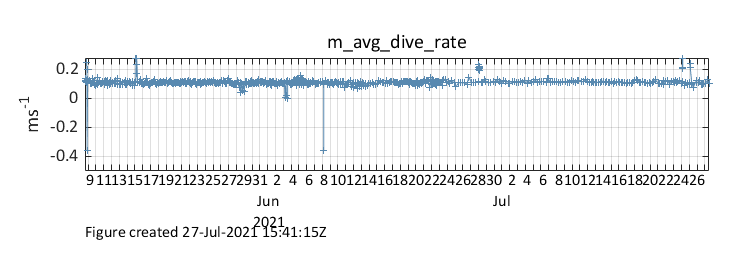 m_avg_dive_rate
0.2
0
-0.2
-0.4
ms-1
9 11 13 15 17 19 21 23 25 27 29 31 2 4 6 8 10 12 14 16 18 20 22 24 26 28 30 2 4 6 8 10 12 14 16 18 20 22 24 26
Jun Jul
2021
Figure created 27-Jul-2021 15:41:15Z